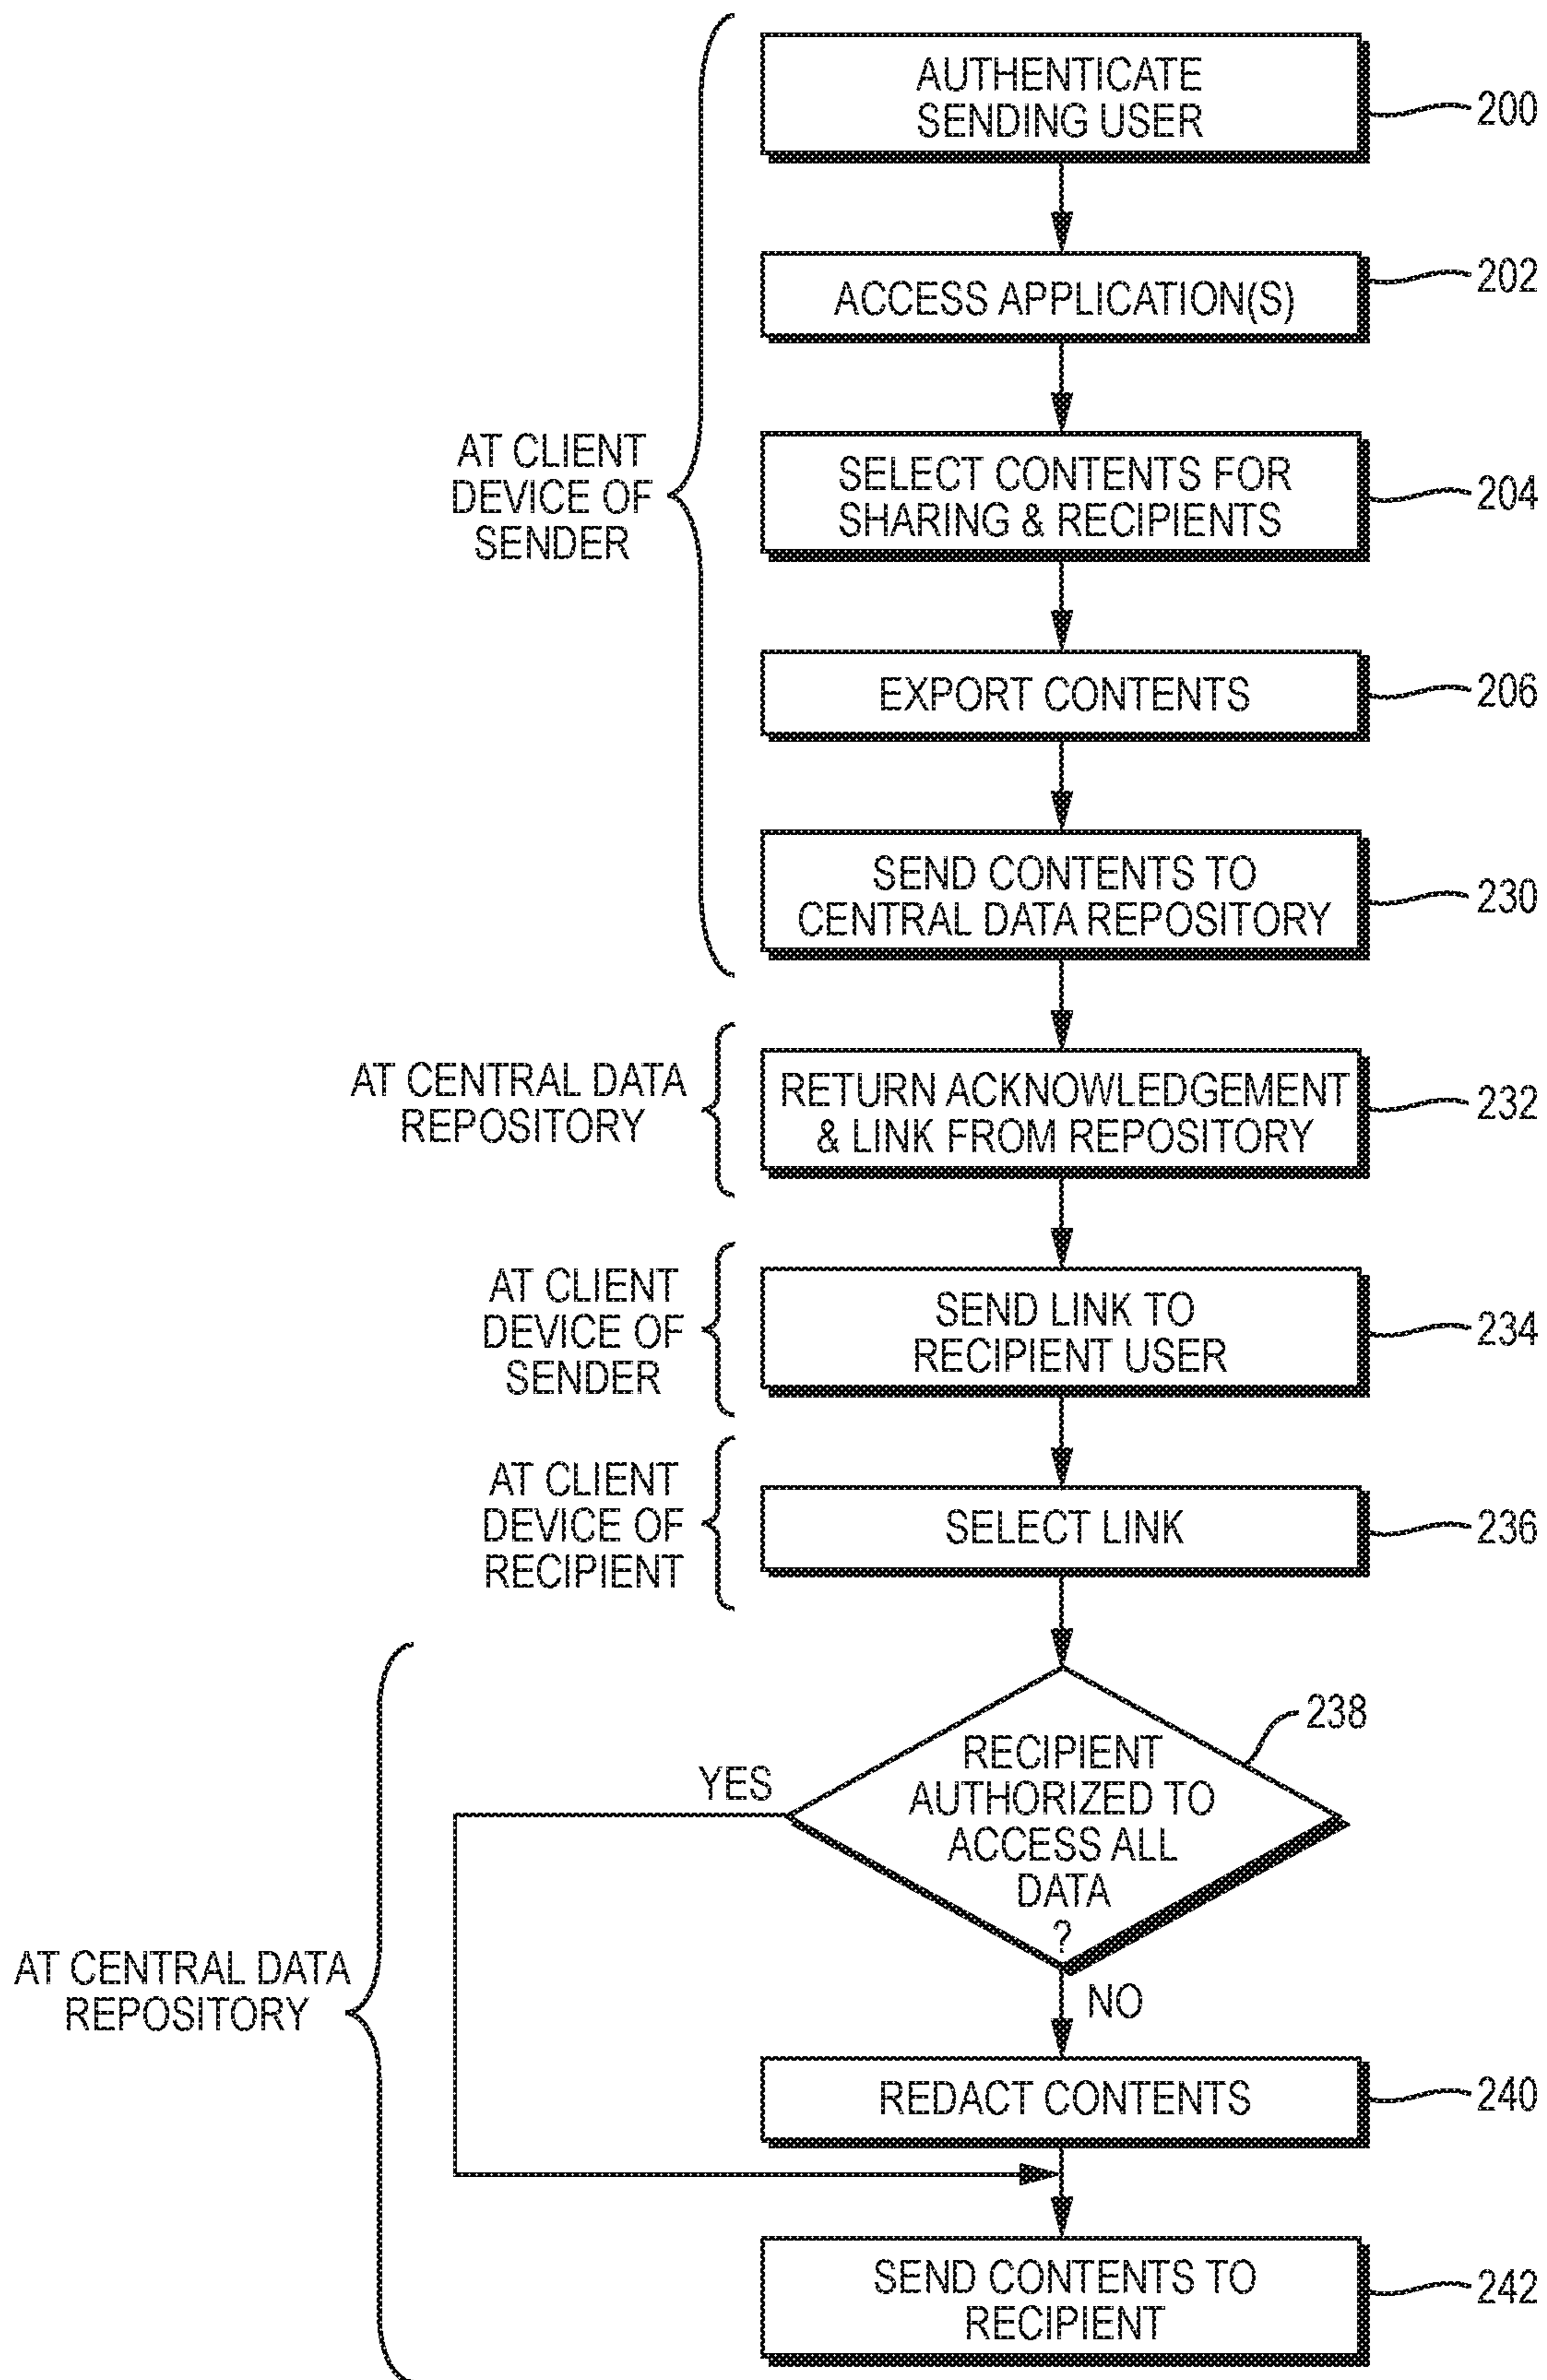 AUTHENTICATE
SENDING USER
200
ACCESS APPLICATION(S)
202
AT CLIENT
DEVICE OF
SENDER
SELECT CONTENTS FOR
SHARING & RECIPIENTS
204
EXPORT CONTENTS
206
SEND CONTENTS TO
CENTRAL DATA REPOSITORY
230
AT CENTRAL DATA
REPOSITORY
RETURN ACKNOWLEDGEMENT
& LINK FROM REPOSITORY
232
AT CLIENT
DEVICE OF
SENDER
SEND LINK TO
RECIPIENT USER
234
AT CLIENT
DEVICE OF
RECIPIENT
SELECT LINK
236
238
RECIPIENT
AUTHORIZED TO
ACCESS ALL
DATA
?
YES
NO
AT CENTRAL DATA
REPOSITORY
REDACT CONTENTS
240
SEND CONTENTS TO
RECIPIENT
242